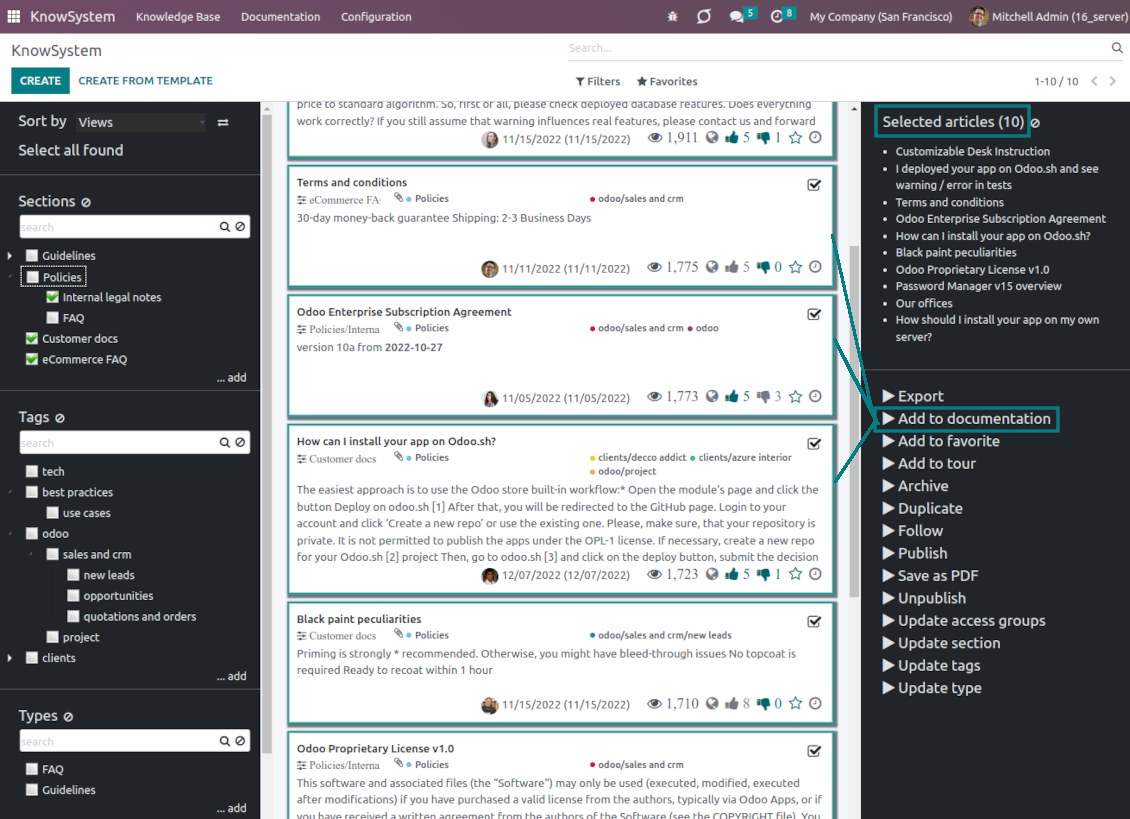 KnowSystem Knowledge Base Documentation Configuration 5 8 My Company (San Francisco) Mitchell Admin (16_server)
KnowSystem
Search...
CREATE CREATE FROM TEMPLATE
Filters Favorites
1-10 / 10
Sort by Views
Select all found
Sections
search
Guidelines
Policies
Internal legal notes
FAQ
Customer docs
eCommerce FAQ
... add
Tags
search
tech
best practices
use cases
odoo
sales and crm
new leads
opportunities
quotations and orders
project
clients
... add
Types
search
FAQ
Guidelines
... add
price to standard algorithm. So, first or all, please check deployed database features. Does everything
work correctly? If you still assume that warning influences real features, please contact us and forward
11/15/2022 (11/15/2022) 1,911 5 1
Terms and conditions
eCommerce FA Policies odoo/sales and crm
30-day money-back guarantee Shipping: 2-3 Business Days
11/11/2022 (11/11/2022) 1,775 5 0
Odoo Enterprise Subscription Agreement
Policies/Interna Policies odoo/sales and crm odoo
version 10a from 2022-10-27
11/05/2022 (11/05/2022) 1,773 5 3
How can I install your app on Odoo.sh?
Customer docs Policies clients/decco addict clients/azure interior
odoo/project
The easiest approach is to use the Odoo store built-in workflow:* Open the module's page and click the
button Deploy on odoo.sh [1] After that, you will be redirected to the GitHub page. Login to your
account and click 'Create a new repo' or use the existing one. Please, make sure, that your repository is
private. It is not permitted to publish the apps under the OPL-1 license. If necessary, create a new repo
for your Odoo.sh [2] project Then, go to odoo.sh [3] and click on the deploy button, submit the decision
12/07/2022 (12/07/2022) 1,723 5 1
Black paint peculiarities
Customer docs Policies odoo/sales and crm/new leads
Priming is strongly * recommended. Otherwise, you might have bleed-through issues No topcoat is
required Ready to recoat within 1 hour
11/15/2022 (11/15/2022) 1,710 8 0
Odoo Proprietary License v1.0
Policies/Interna Policies odoo/sales and crm
This software and associated files (the "Software") may only be used (executed, modified, executed
after modifications) if you have purchased a valid license from the authors, typically via Odoo Apps, or if
you have received a written agreement from the authors of the Software (see the COPYRIGHT file). You
Selected articles (10)
Customizable Desk Instruction
I deployed your app on Odoo.sh and see
warning / error in tests
Terms and conditions
Odoo Enterprise Subscription Agreement
How can I install your app on Odoo.sh?
Black paint peculiarities
Odoo Proprietary License v1.0
Password Manager v15 overview
Our offices
How should I install your app on my own
server?
Export
Add to documentation
Add to favorite
Add to tour
Archive
Duplicate
Follow
Publish
Save as PDF
Unpublish
Update access groups
Update section
Update tags
Update type